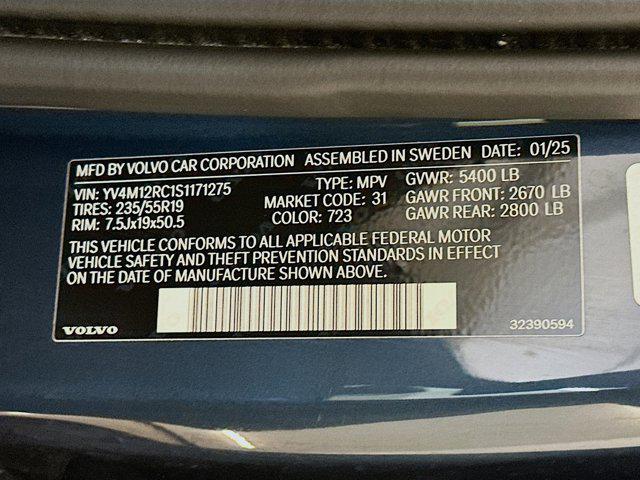 MFD BY VOLVO CAR CORPORATION ASSEMBLED IN SWEDEN DATE: 01/25
VIN: YV4M12RC1S1171275 TYPE: MPV GVWR: 5400 LB
TIRES: 235/55R19 MARKET CODE: 31 GAWR FRONT: 2670 LB
RIM: 7.5Jx19x50.5 COLOR: 723 GAWR REAR: 2800 LB
THIS VEHICLE CONFORMS TO ALL APPLICABLE FEDERAL MOTOR
VEHICLE SAFETY AND THEFT PREVENTION STANDARDS IN EFFECT
ON THE DATE OF MANUFACTURE SHOWN ABOVE.
VOLVO 32390594